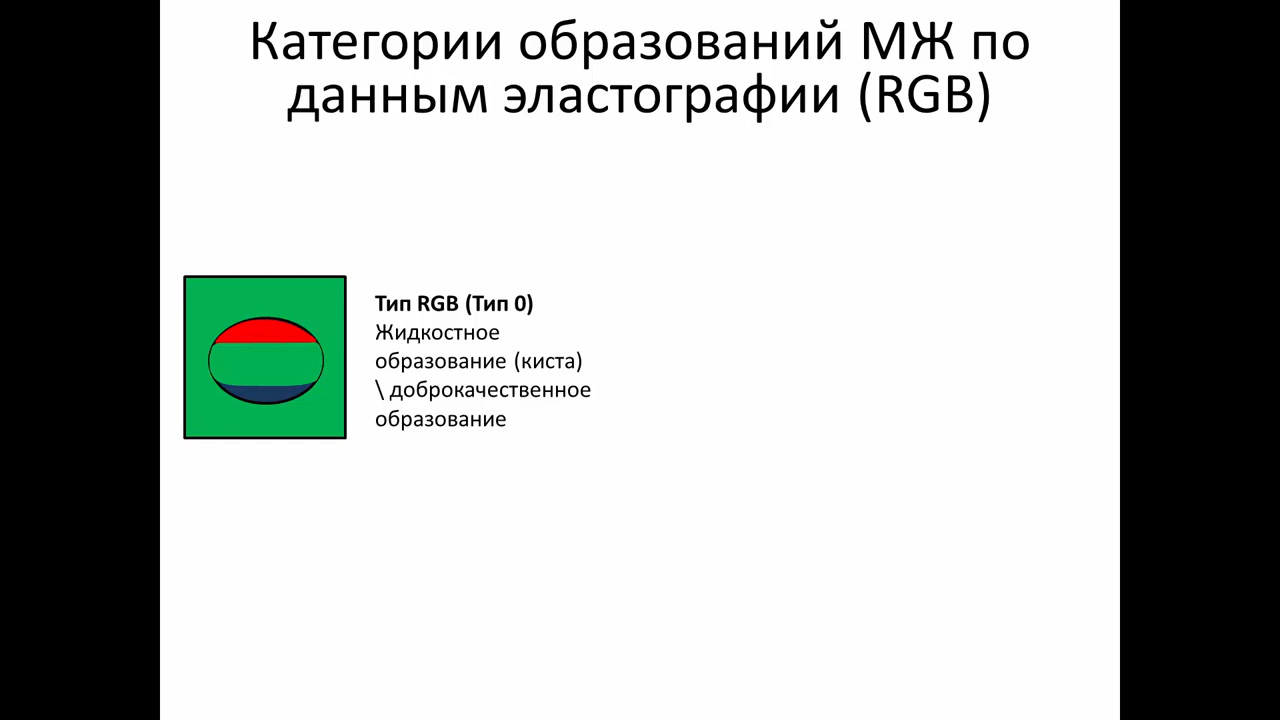 Категории образований МЖ по
данным эластографии (RGB)
Тип RGB (Тип 0)
Жидкостное
образование (киста)
\ доброкачественное
образование